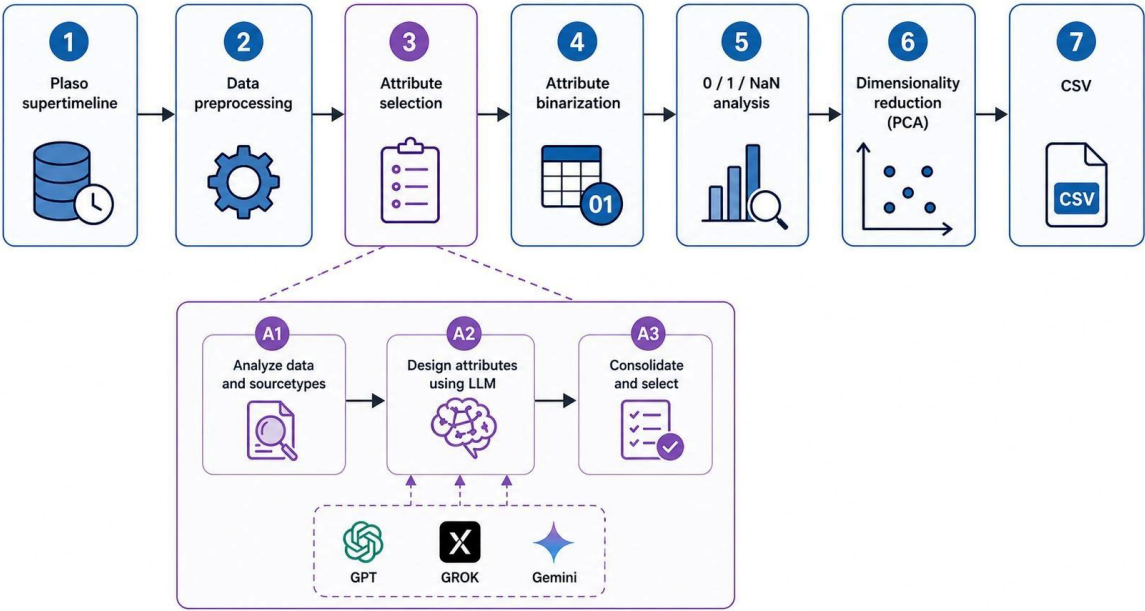 1
Plaso
supertimeline
2
Data
preprocessing
3
Attribute
selection
4
Attribute
binarization
01
5
0 / 1 / NaN
analysis
6
Dimensionality
reduction
(PCA)
7
CSV
CSV
A1
Analyze data
and sourcetypes
A2
Design attributes
using LLM
A3
Consolidate
and select
GPT
GROK
Gemini